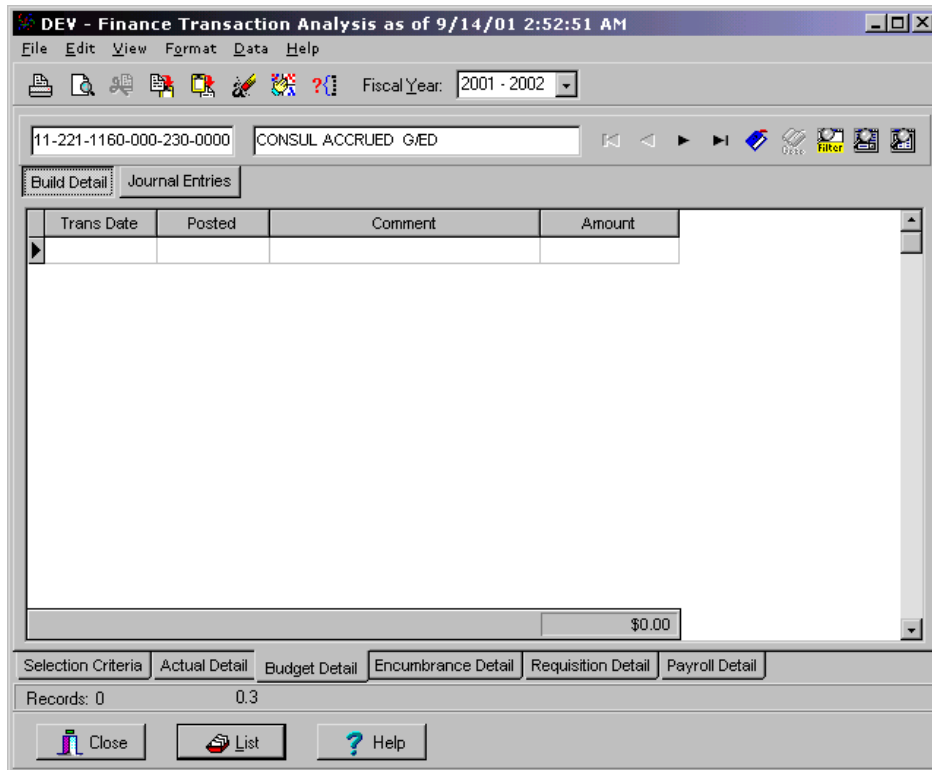 DEV - Finance Transaction Analysis as of 9/14/01 2:52:51 AM
File Edit View Format Data Help
?{} Fiscal Year: 2001 - 2002
11-221-1160-000-230-0000 CONSUL ACCRUED G/ED Filter
Build Detail Journal Entries
Trans Date Posted Comment Amount
$0.00
Selection Criteria Actual Detail Budget Detail Encumbrance Detail Requisition Detail Payroll Detail
Records: 0 0.3
Close List ? Help